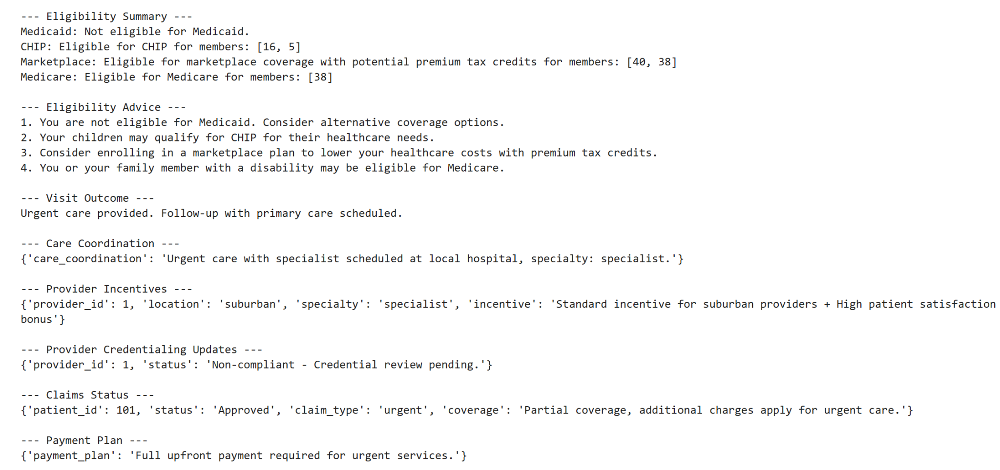 --- Eligibility Summary ---
Medicaid: Not eligible for Medicaid.
CHIP: Eligible for CHIP for members: [16, 5]
Marketplace: Eligible for marketplace coverage with potential premium tax credits for members: [40, 38]
Medicare: Eligible for Medicare for members: [38]

--- Eligibility Advice ---
1. You are not eligible for Medicaid. Consider alternative coverage options.
2. Your children may qualify for CHIP for their healthcare needs.
3. Consider enrolling in a marketplace plan to lower your healthcare costs with premium tax credits.
4. You or your family member with a disability may be eligible for Medicare.

--- Visit Outcome ---
Urgent care provided. Follow-up with primary care scheduled.

--- Care Coordination ---
{'care_coordination': 'Urgent care with specialist scheduled at local hospital, specialty: specialist.'}

--- Provider Incentives ---
{'provider_id': 1, 'location': 'suburban', 'specialty': 'specialist', 'incentive': 'Standard incentive for suburban providers + High patient satisfaction
bonus'}

--- Provider Credentialing Updates ---
{'provider_id': 1, 'status': 'Non-compliant - Credential review pending.'}

--- Claims Status ---
{'patient_id': 101, 'status': 'Approved', 'claim_type': 'urgent', 'coverage': 'Partial coverage, additional charges apply for urgent care.'}

--- Payment Plan ---
{'payment_plan': 'Full upfront payment required for urgent services.'}